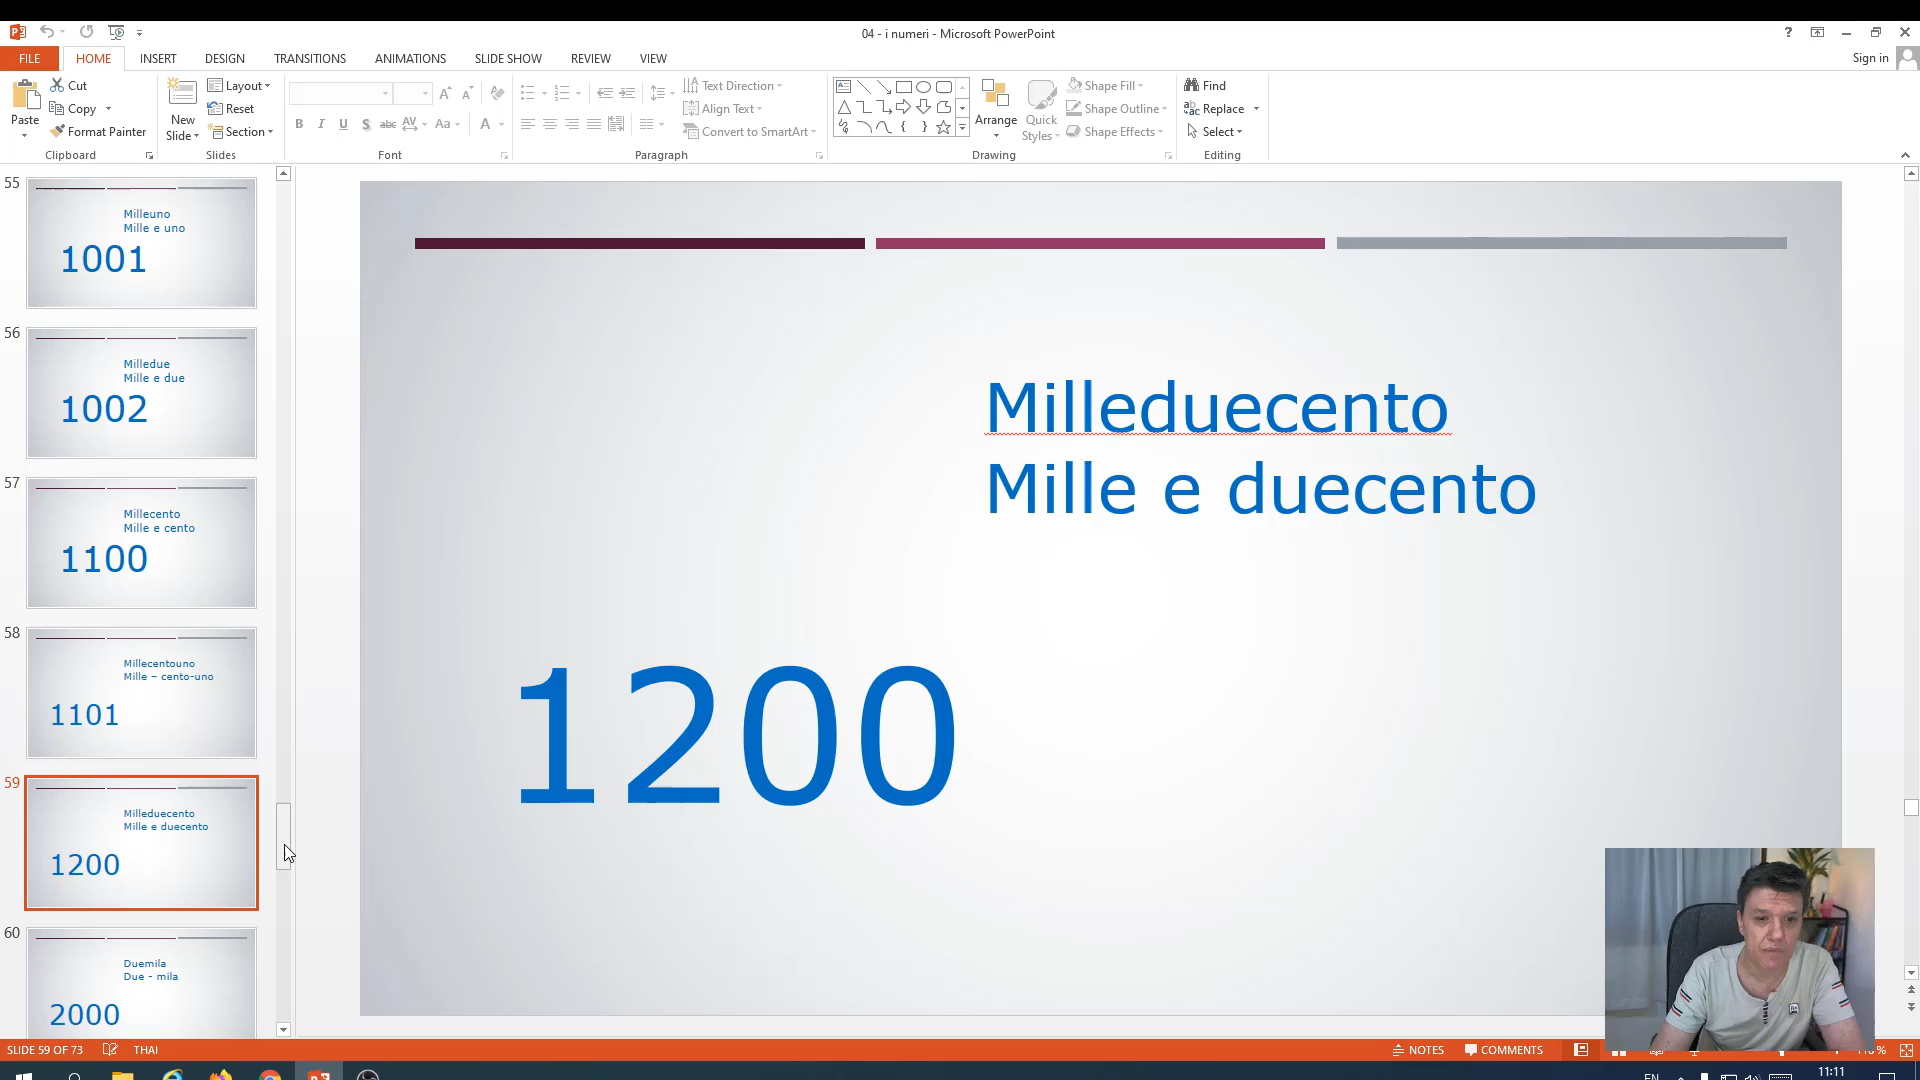 04 - i numeri - Microsoft PowerPoint
Sign in
FILE HOME INSERT DESIGN TRANSITIONS ANIMATIONS SLIDE SHOW REVIEW VIEW
Paste
Cut
Copy
Format Painter
Clipboard
New Slide
Layout
Reset
Section
Slides
Font
Text Direction
Align Text
Convert to SmartArt
Paragraph
Arrange
Quick Styles
Shape Fill
Shape Outline
Shape Effects
Drawing
Find
Replace
Select
Editing
55
Milleuno
Mille e uno
1001
56
Milledue
Mille e due
1002
57
Millecento
Mille e cento
1100
58
Millecentouno
Mille – cento-uno
1101
59
Milleduecento
Mille e duecento
1200
60
Duemila
Due - mila
2000
Milleduecento
Mille e duecento
1200
SLIDE 59 OF 73 THAI
NOTES COMMENTS
11:11